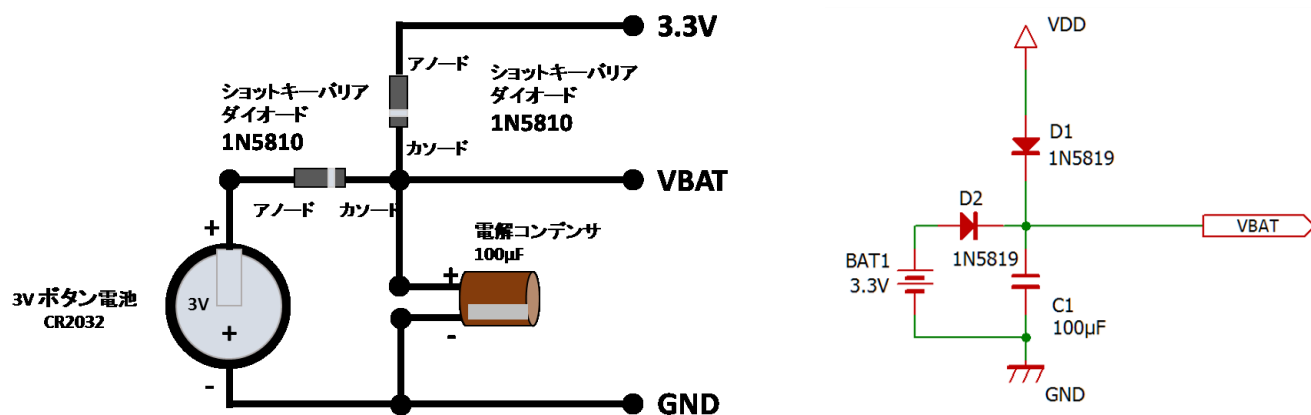 3.3V
アノード
ショットキーバリア
ダイオード
1N5810
ショットキーバリア
ダイオード
1N5810
カソード
VBAT
アノード
カソード
+
電解コンデンサ
100μF
+
-
3V ボタン電池
CR2032
3V
+
-
GND
VDD
D1
1N5819
D2
1N5819
VBAT
BAT1
3.3V
C1
100μF
GND